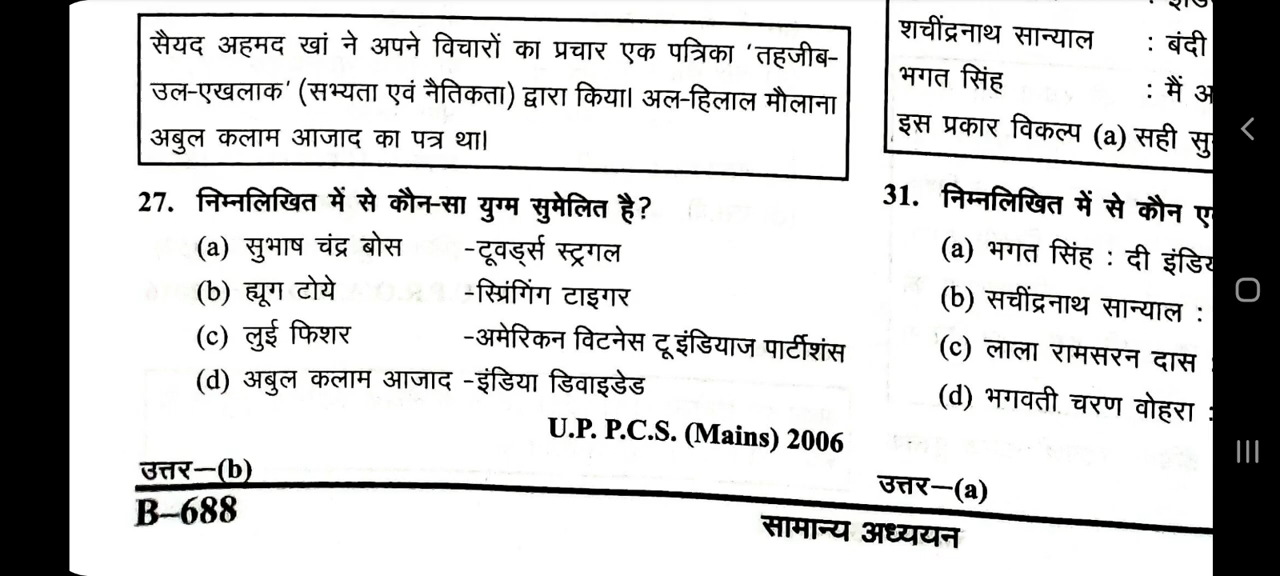 सैयद अहमद खां ने अपने विचारों का प्रचार एक पत्रिका 'तहजीब-
उल-एखलाक' (सभ्यता एवं नैतिकता) द्वारा किया। अल-हिलाल मौलाना
अबुल कलाम आजाद का पत्र था।
27. निम्नलिखित में से कौन-सा युग्म सुमेलित है?
(a) सुभाष चंद्र बोस -टूवर्ड्स स्ट्रगल
(b) ह्यूग टोये -स्प्रिंगिंग टाइगर
(c) लुई फिशर -अमेरिकन विटनेस टू इंडियाज पार्टीशंस
(d) अबुल कलाम आजाद -इंडिया डिवाइडेड
U.P. P.C.S. (Mains) 2006
उत्तर—(b)
B–688
शचींद्रनाथ सान्याल : बंदी
भगत सिंह : मैं
इस प्रकार विकल्प (a) सही
31. निम्नलिखित में से कौन
(a) भगत सिंह : दी
(b) सचींद्रनाथ सान्याल :
(c) लाला रामसरन दास :
(d) भगवती चरण वोहरा :
उत्तर—(a)
सामान्य अध्ययन